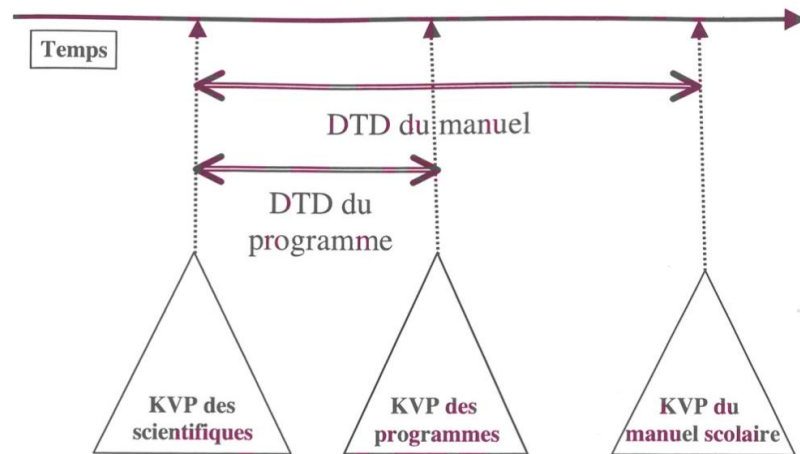 Temps
DTD du manuel
DTD du
programme
KVP des
scientifiques
KVP des
programmes
KVP du
manuel scolaire